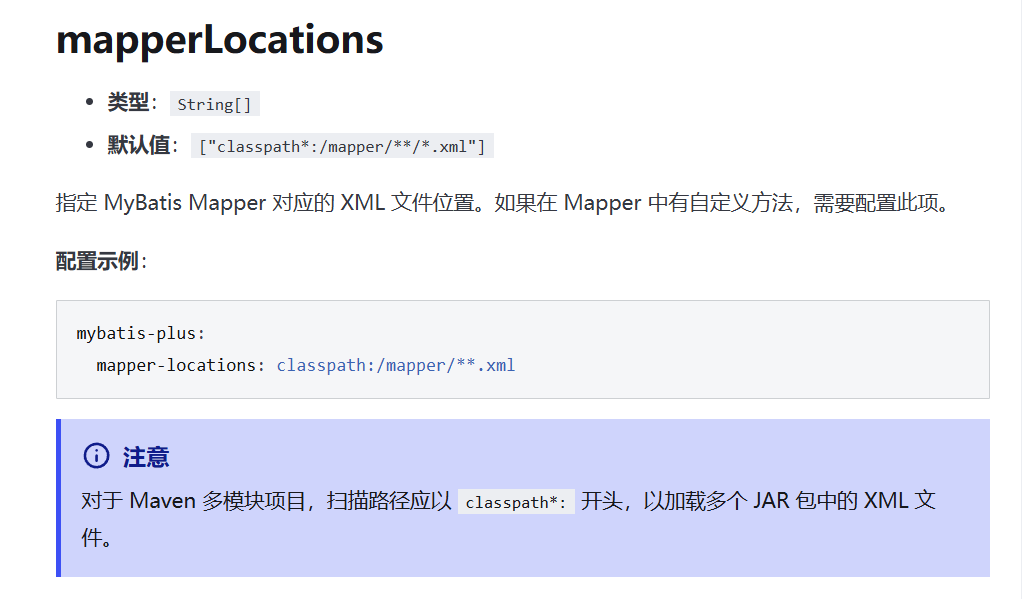 mapperLocations
类型： String[]
默认值： ["classpath*:/mapper/**/*.xml"]
指定 MyBatis Mapper 对应的 XML 文件位置。如果在 Mapper 中有自定义方法，需要配置此项。
配置示例：
mybatis-plus:
  mapper-locations: classpath:/mapper/**.xml
注意
对于 Maven 多模块项目，扫描路径应以 classpath*: 开头，以加载多个 JAR 包中的 XML 文
件。